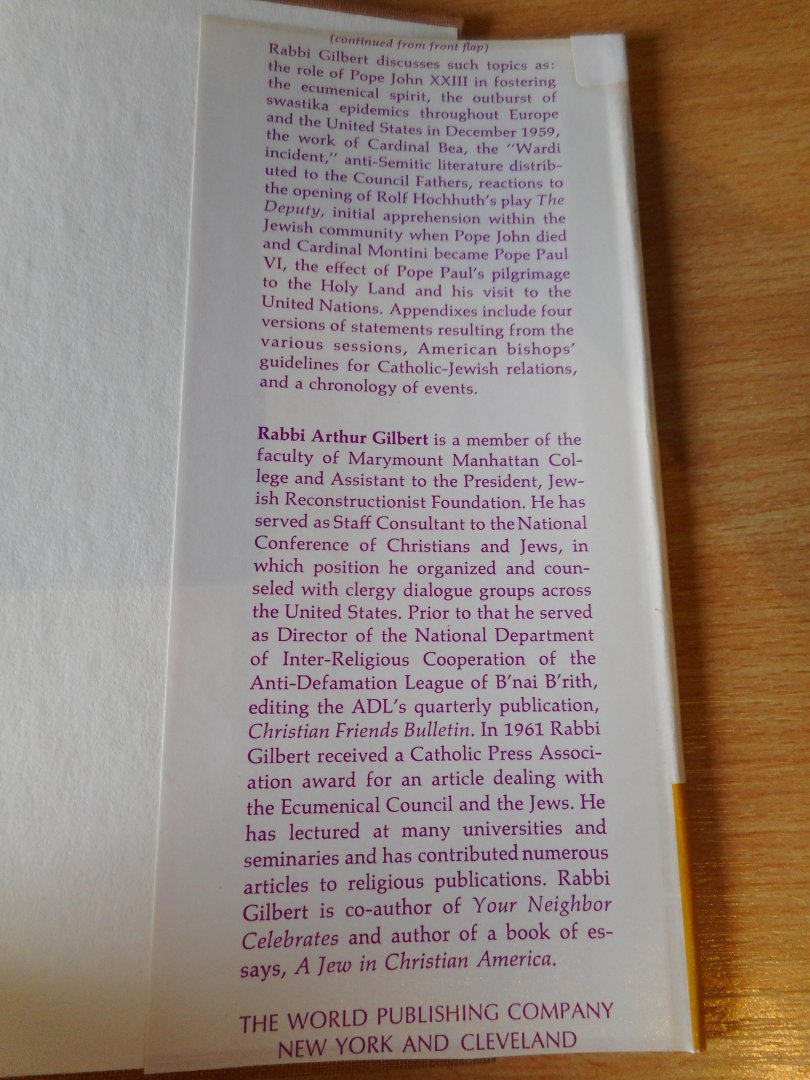 (continued from front flap)
Rabbi Gilbert discusses such topics as:
the role of Pope John XXIII in fostering
the ecumenical spirit, the outburst of
swastika epidemics throughout Europe
and the United States in December 1959,
the work of Cardinal Bea, the "Wardi
incident," anti-Semitic literature distrib-
uted to the Council Fathers, reactions to
the opening of Rolf Hochhuth's play The
Deputy, initial apprehension within the
Jewish community when Pope John died
and Cardinal Montini became Pope Paul
VI, the effect of Pope Paul's pilgrimage
to the Holy Land and his visit to the
United Nations. Appendixes include four
versions of statements resulting from the
various sessions, American bishops'
guidelines for Catholic-Jewish relations,
and a chronology of events.
Rabbi Arthur Gilbert is a member of the
faculty of Marymount Manhattan Col-
lege and Assistant to the President, Jew-
ish Reconstructionist Foundation. He has
served as Staff Consultant to the National
Conference of Christians and Jews, in
which position he organized and coun-
seled with clergy dialogue groups across
the United States. Prior to that he served
as Director of the National Department
of Inter-Religious Cooperation of the
Anti-Defamation League of B'nai B'rith,
editing the ADL's quarterly publication,
Christian Friends Bulletin. In 1961 Rabbi
Gilbert received a Catholic Press Associ-
ation award for an article dealing with
the Ecumenical Council and the Jews. He
has lectured at many universities and
seminaries and has contributed numerous
articles to religious publications. Rabbi
Gilbert is co-author of Your Neighbor
Celebrates and author of a book of es-
says, A Jew in Christian America.
THE WORLD PUBLISHING COMPANY
NEW YORK AND CLEVELAND